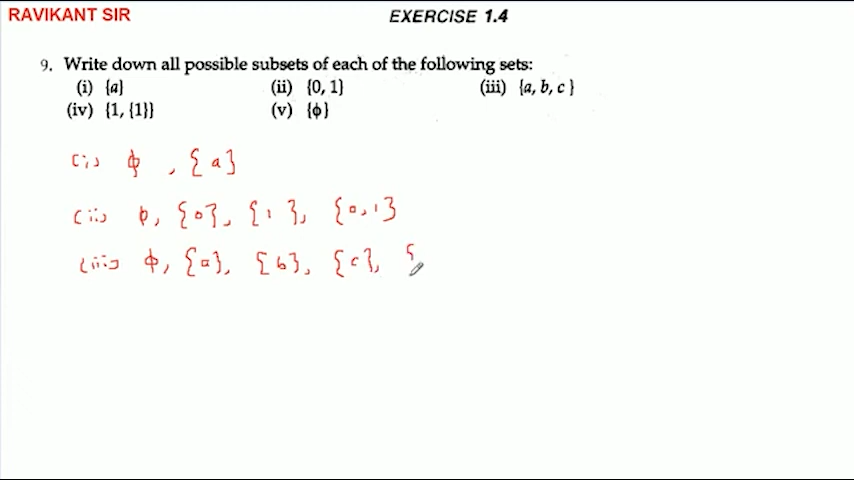 RAVIKANT SIR EXERCISE 1.4
9. Write down all possible subsets of each of the following sets:
(i) {a} (ii) {0, 1} (iii) {a, b, c }
(iv) {1, {1}} (v) {ϕ}
(i) ϕ , {a}
(ii) ϕ, {0}, {1}, {0,1}
(iii) ϕ, {a}, {b}, {c}, {